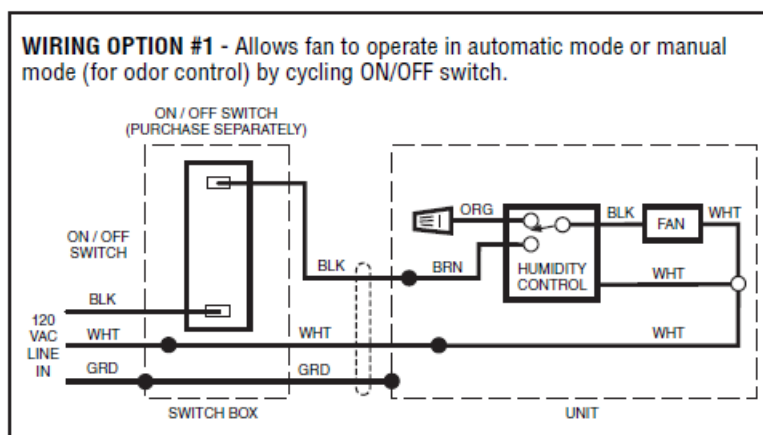 WIRING OPTION #1 - Allows fan to operate in automatic mode or manual
mode (for odor control) by cycling ON/OFF switch.
ON / OFF SWITCH
(PURCHASE SEPARATELY)
ON / OFF
SWITCH
ORG
BLK
FAN
WHT
BLK
BRN
HUMIDITY
CONTROL
WHT
BLK
120
VAC
LINE
IN
WHT
WHT
WHT
GRD
GRD
SWITCH BOX
UNIT